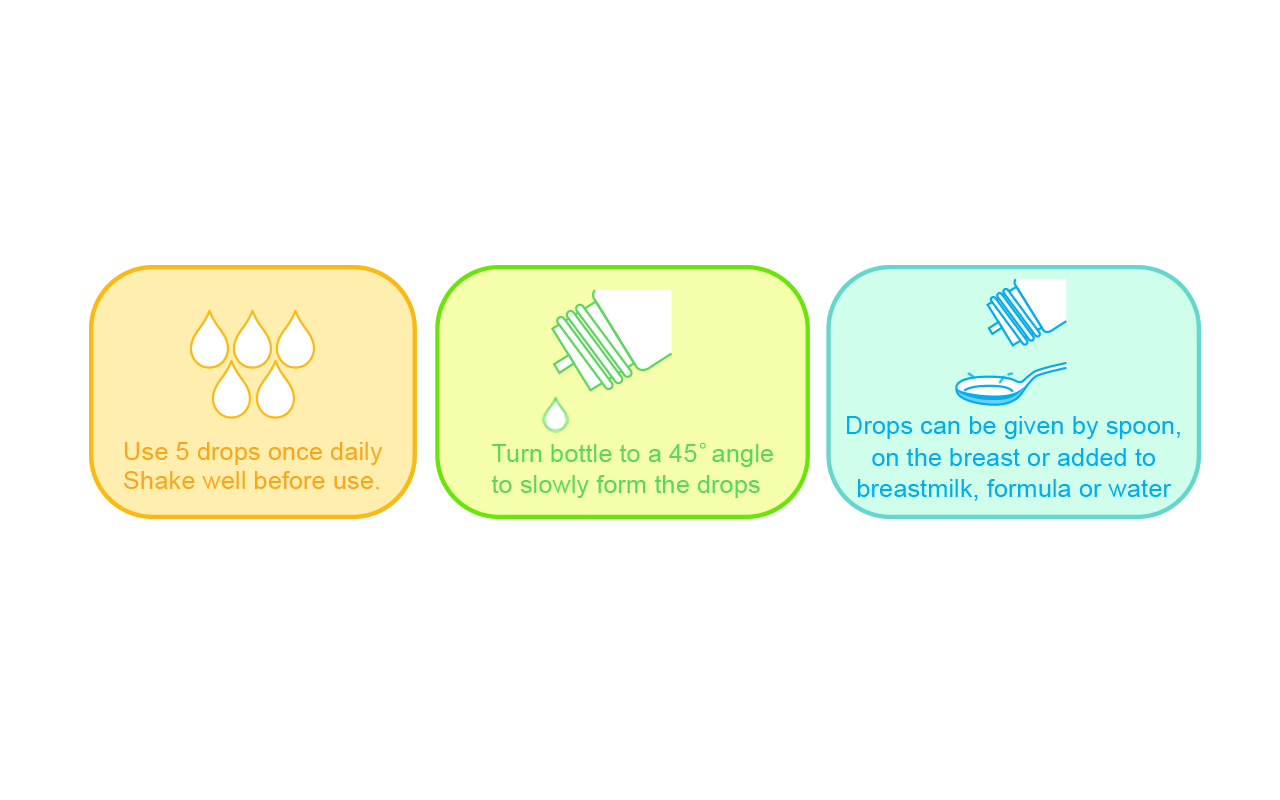 Use 5 drops once daily
Shake well before use.
Turn bottle to a 45° angle
to slowly form the drops
Drops can be given by spoon,
on the breast or added to
breastmilk, formula or water